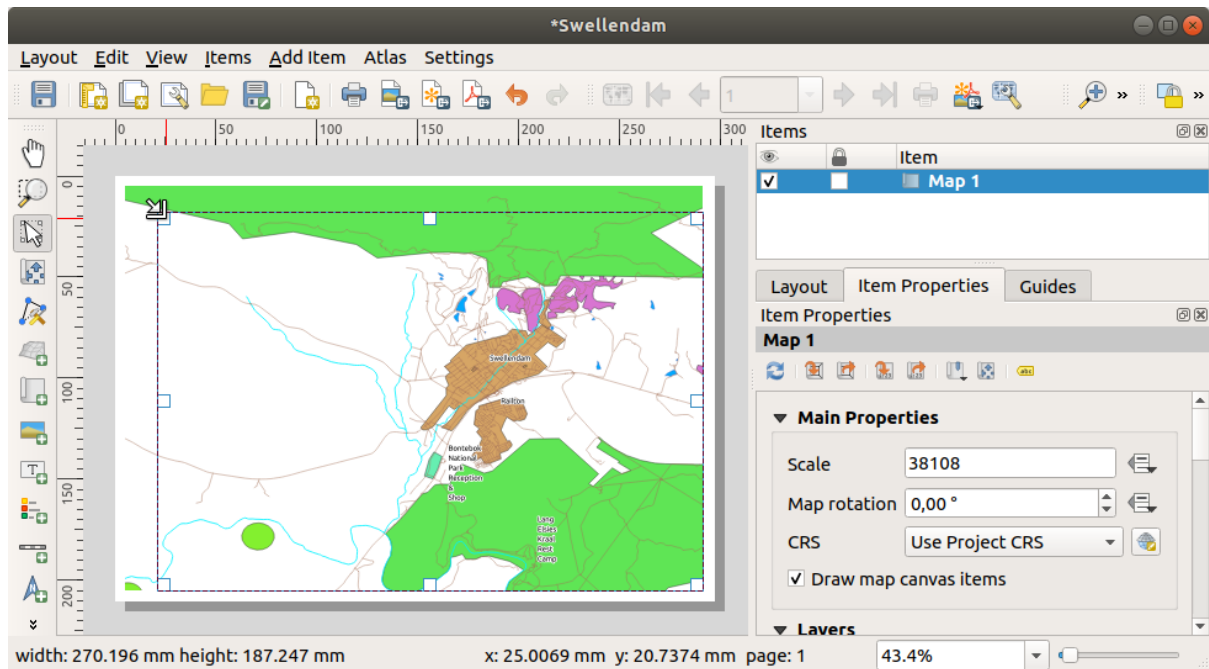 *Swellendam
Layout Edit View Items Add Item Atlas Settings
1
»
»
0 50 100 150 200 250 300
0
50
100
150
200
Items
Item
Map 1
Layout Item Properties Guides
Item Properties
Map 1
abc
Main Properties
Scale 38108
Map rotation 0,00 °
CRS Use Project CRS
Draw map canvas items
Layers
Swellendam
Railton
Bontebok
National
Park
Reception
&
Shop
Lang
Elsies
Kraal
Rest
Camp
T
width: 270.196 mm height: 187.247 mm x: 25.0069 mm y: 20.7374 mm page: 1 43.4%